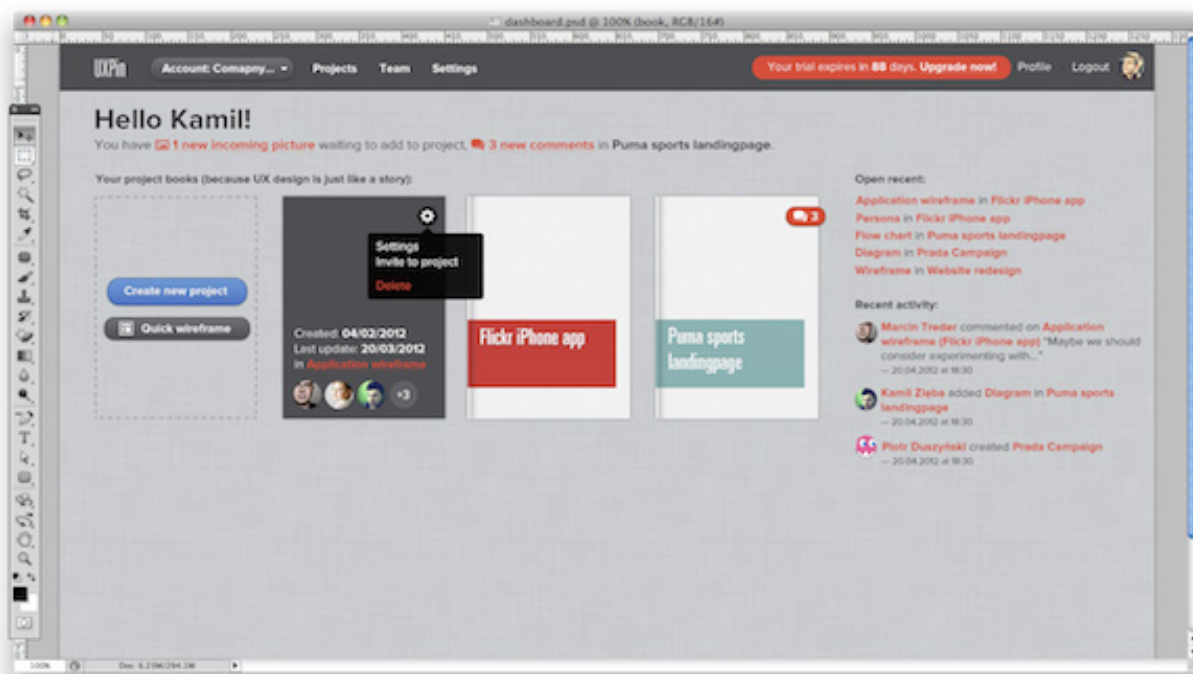 dashboard.psd @ 100% (book, RGB/16#)
UXPin
Account: Comapny...
Projects
Team
Settings
Your trial expires in 88 days. Upgrade now!
Profile
Logout
Hello Kamil!
You have 1 new incoming picture waiting to add to project, 3 new comments in Puma sports landingpage.
Your project books (because UX design is just like a story):
Create new project
Quick wireframe
Settings
Invite to project
Delete
Created: 04/02/2012
Last update: 20/03/2012
in Application wireframe
+3
Flickr iPhone app
3
Puma sports
landingpage
Open recent:
Application wireframe in Flickr iPhone app
Persona in Flickr iPhone app
Flow chart in Puma sports landingpage
Diagram in Prada Campaign
Wireframe in Website redesign
Recent activity:
Marcin Treder commented on Application
wireframe (Flickr iPhone app) "Maybe we should
consider experimenting with..."
— 20.04.2012 at 18:30
Kamil Zięba added Diagram in Puma sports
landingpage
— 20.04.2012 at 18:30
Piotr Duszyński created Prada Campaign
— 20.04.2012 at 18:30
100%
Doc: 6.23M/294.1M